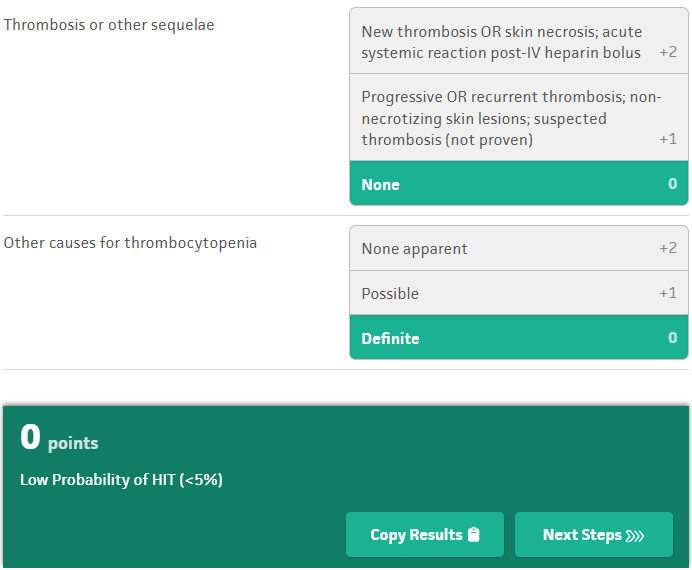 Thrombosis or other sequelae
New thrombosis OR skin necrosis; acute
systemic reaction post-IV heparin bolus +2
Progressive OR recurrent thrombosis; non-
necrotizing skin lesions; suspected
thrombosis (not proven) +1
None 0
Other causes for thrombocytopenia
None apparent +2
Possible +1
Definite 0
0 points
Low Probability of HIT (<5%)
Copy Results
Next Steps